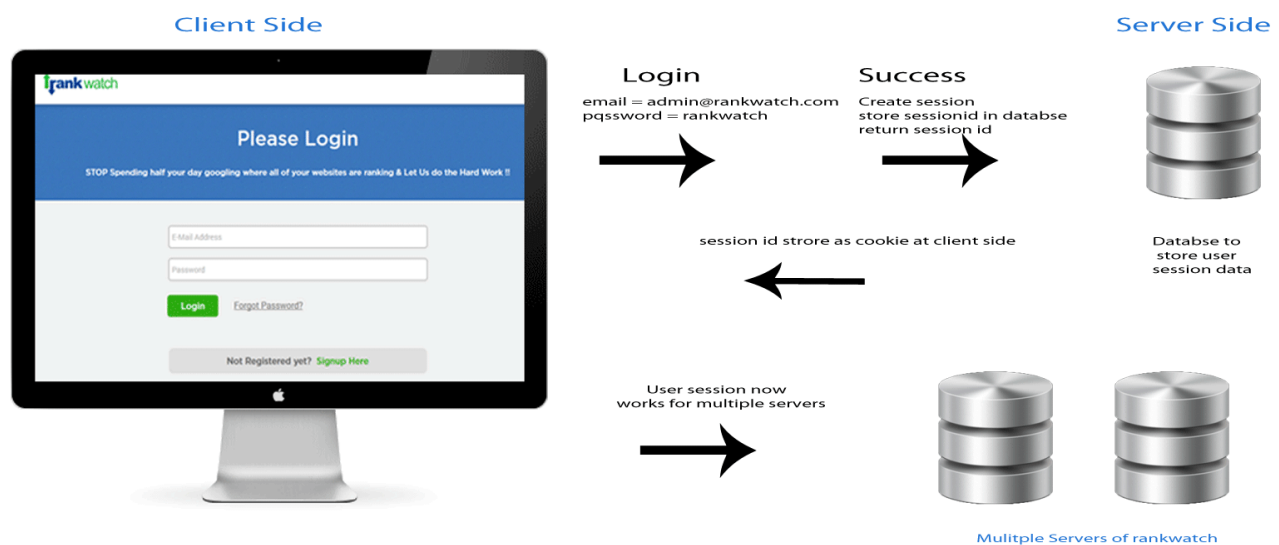 Client Side
Server Side
rankwatch
Please Login
STOP Spending half your day googling where all of your websites are ranking & Let Us do the Hard Work !!
E-Mail Address
Password
Login
Forgot Password?
Not Registered yet? Signup Here
Login
email = admin@rankwatch.com
pqssword = rankwatch
Success
Create session
store sessionid in databse
return session id
session id strore as cookie at client side
Databse to
store user
session data
User session now
works for multiple servers
Mulitple Servers of rankwatch